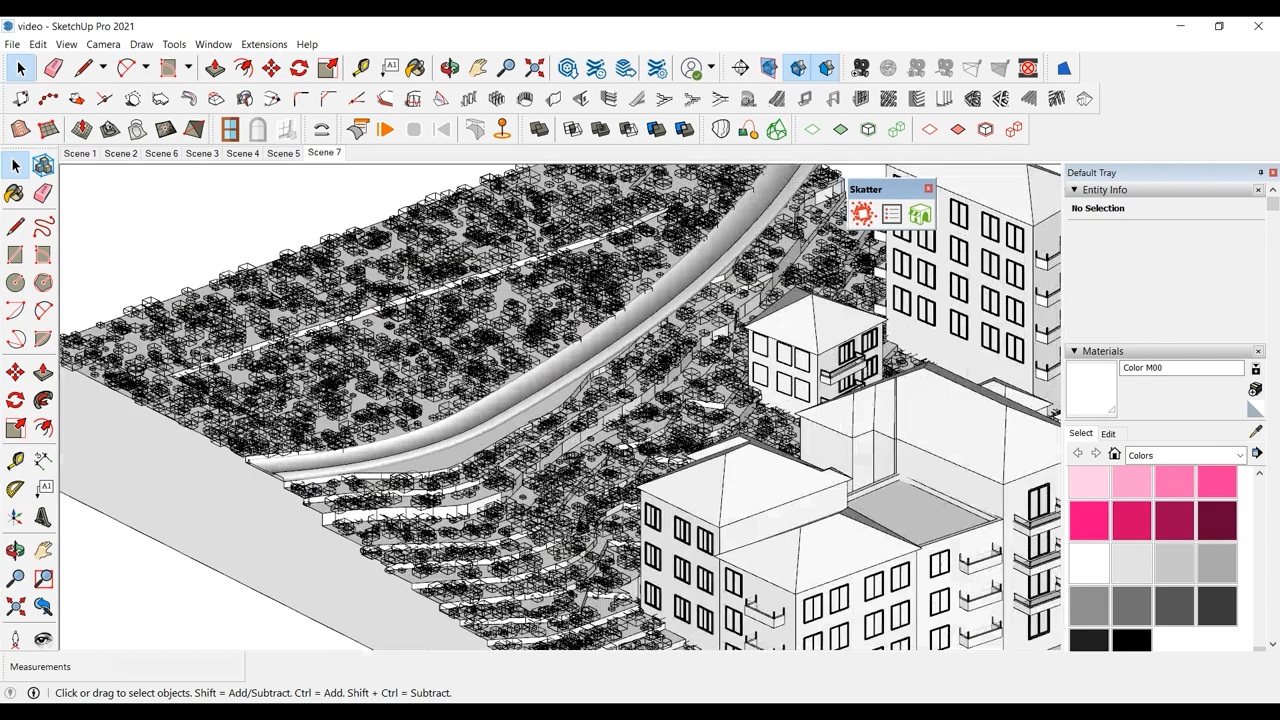 video - SketchUp Pro 2021
File Edit View Camera Draw Tools Window Extensions Help
A1
Scene 1 Scene 2 Scene 6 Scene 3 Scene 4 Scene 5 Scene 7
Default Tray
Entity Info
No Selection
Skatter
Materials
Color M00
Select Edit
Colors
A1
Measurements
Click or drag to select objects. Shift = Add/Subtract. Ctrl = Add. Shift + Ctrl = Subtract.